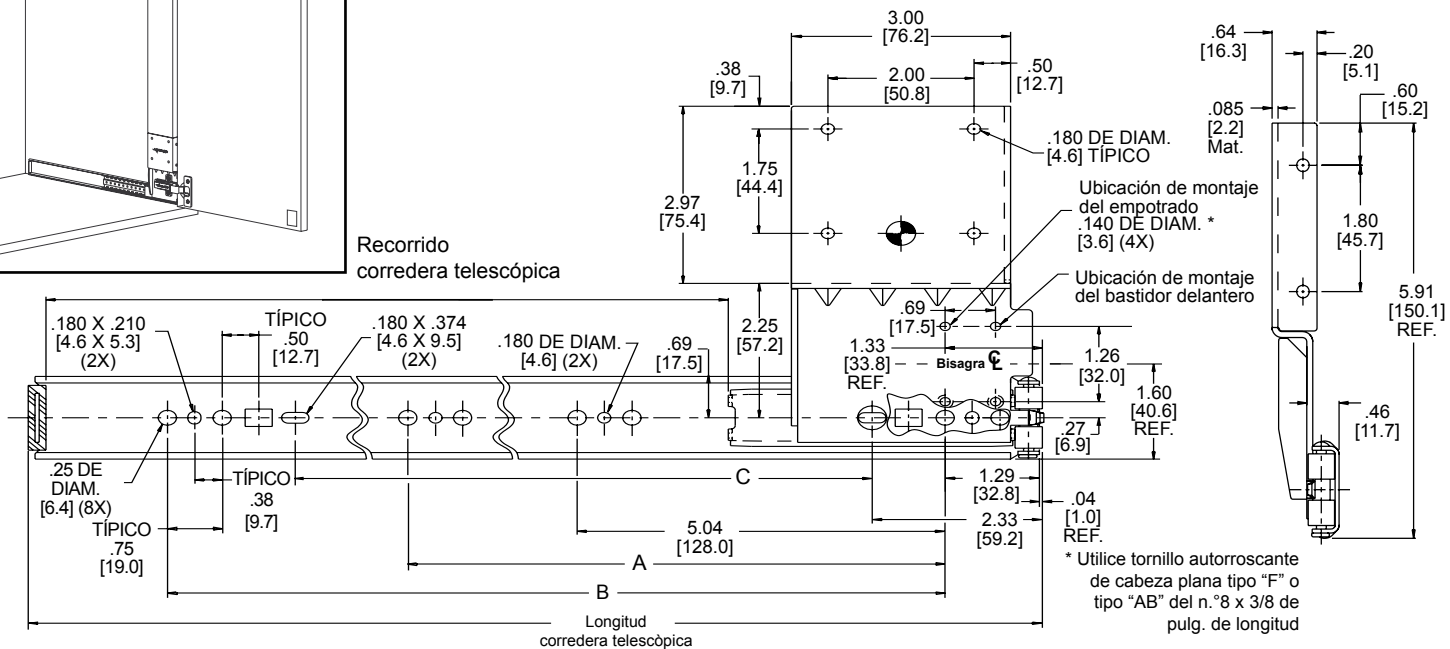 3.00
[76.2]
.64
[16.3]
.20
[5.1]
.38
[9.7]
2.00
[50.8]
.50
[12.7]
.60
[15.2]
.085
[2.2]
Mat.
.180 DE DIAM.
[4.6] TÍPICO
1.75
[44.4]
Ubicación de montaje
del empotrado
.140 DE DIAM. *
[3.6] (4X)
2.97
[75.4]
1.80
[45.7]
Recorrido
corredera telescópica
Ubicación de montaje
del bastidor delantero
5.91
[150.1]
REF.
.180 X .210
[4.6 X 5.3]
(2X)
TÍPICO
.50
[12.7]
.180 X .374
[4.6 X 9.5]
(2X)
.180 DE DIAM.
[4.6] (2X)
.69
[17.5]
2.25
[57.2]
.69
[17.5]
1.33
[33.8]
REF.
Bisagra CL
1.26
[32.0]
1.60
[40.6]
REF.
.46
[11.7]
.27
[6.9]
.25 DE
DIAM.
[6.4] (8X)
TÍPICO
.38
[9.7]
C
1.29
[32.8]
.04
[1.0]
REF.
TÍPICO
.75
[19.0]
5.04
[128.0]
2.33
[59.2]
A
B
* Utilice tornillo autorroscante
de cabeza plana tipo “F” o
tipo “AB” del n.°8 x 3/8 de
pulg. de longitud
Longitud
corredera telescòpica